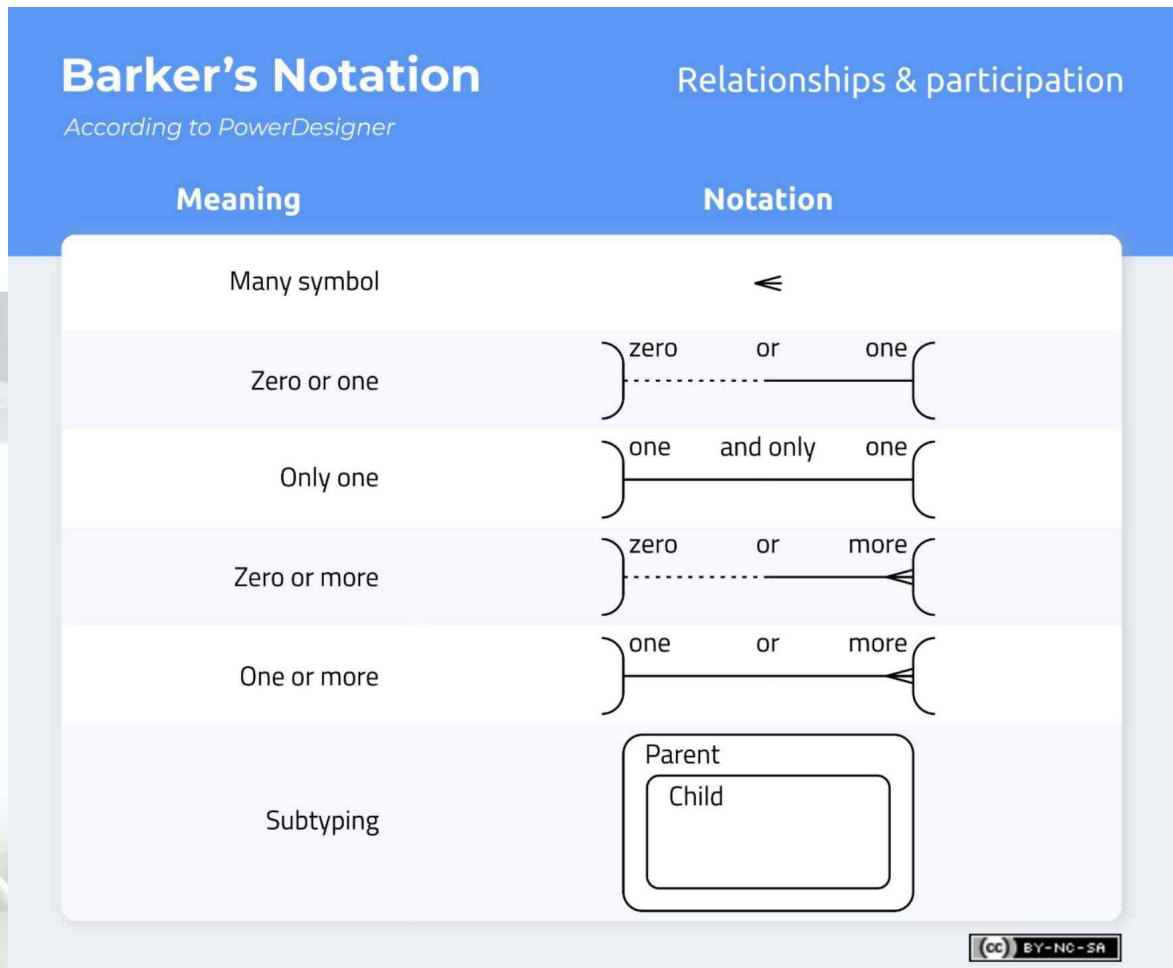 Barker's Notation
Relationships & participation
According to PowerDesigner
Meaning
Notation
Many symbol
Zero or one
zero or one
Only one
one and only one
Zero or more
zero or more
One or more
one or more
Subtyping
Parent
Child
(cc) BY-NC-SA